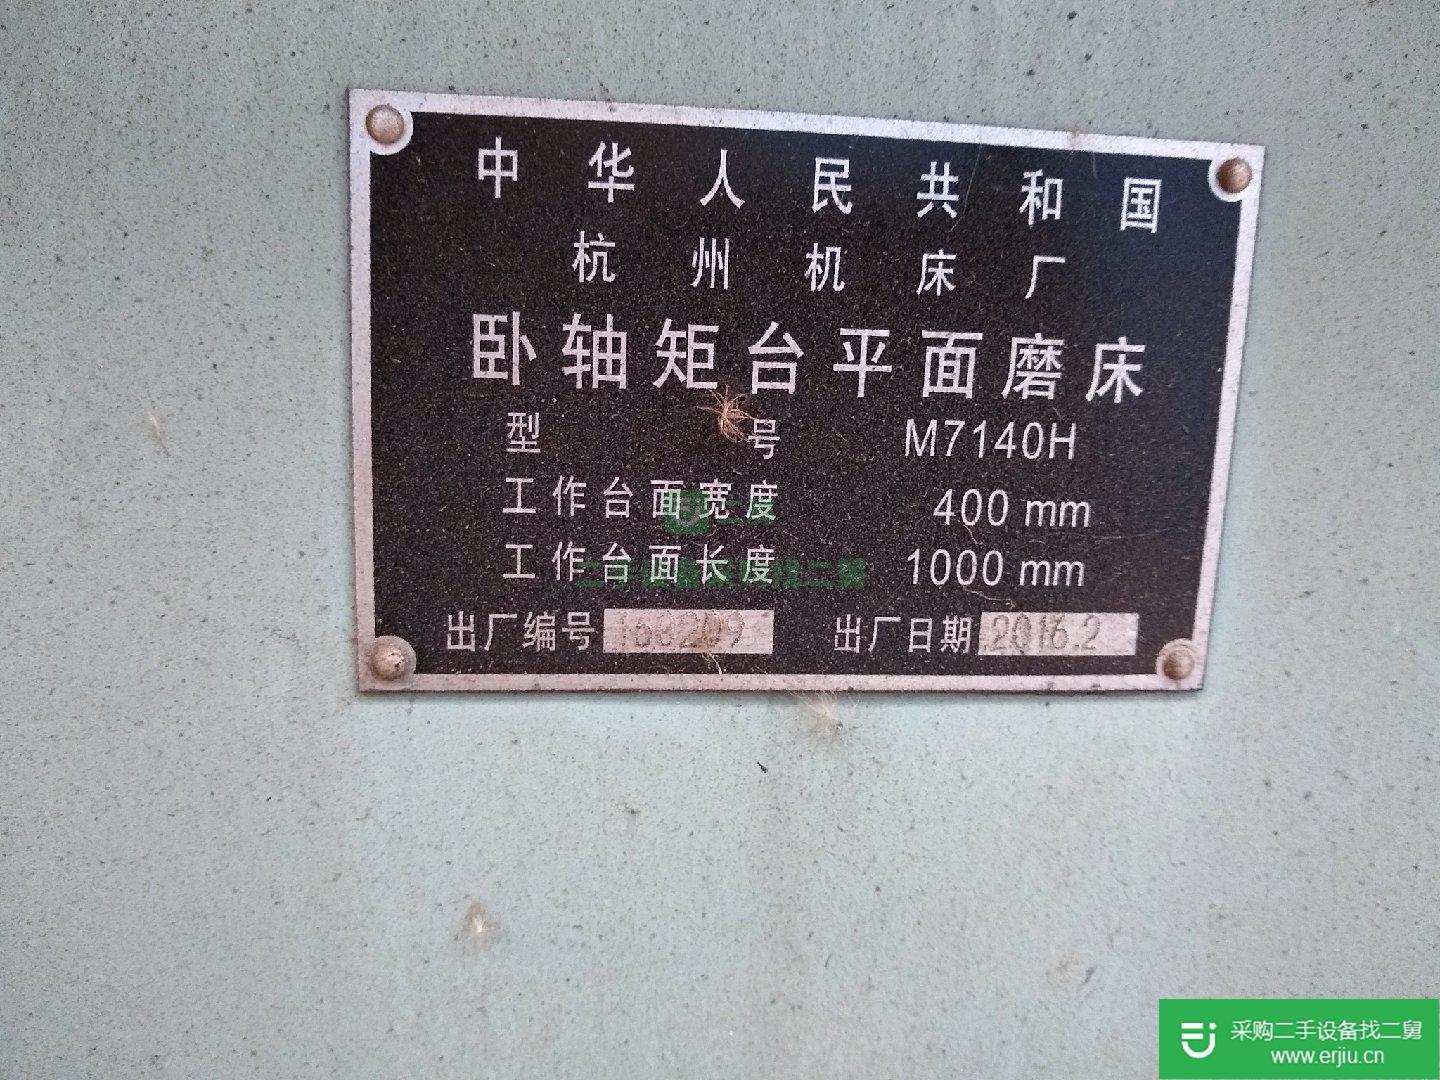 中华人民共和国
杭州机床厂
卧轴矩台平面磨床
型号 M7140H
工作台面宽度 400 mm
工作台面长度 1000 mm
出厂编号 168209 出厂日期 2016.2
采购二手设备找二舅
www.erjiu.cn